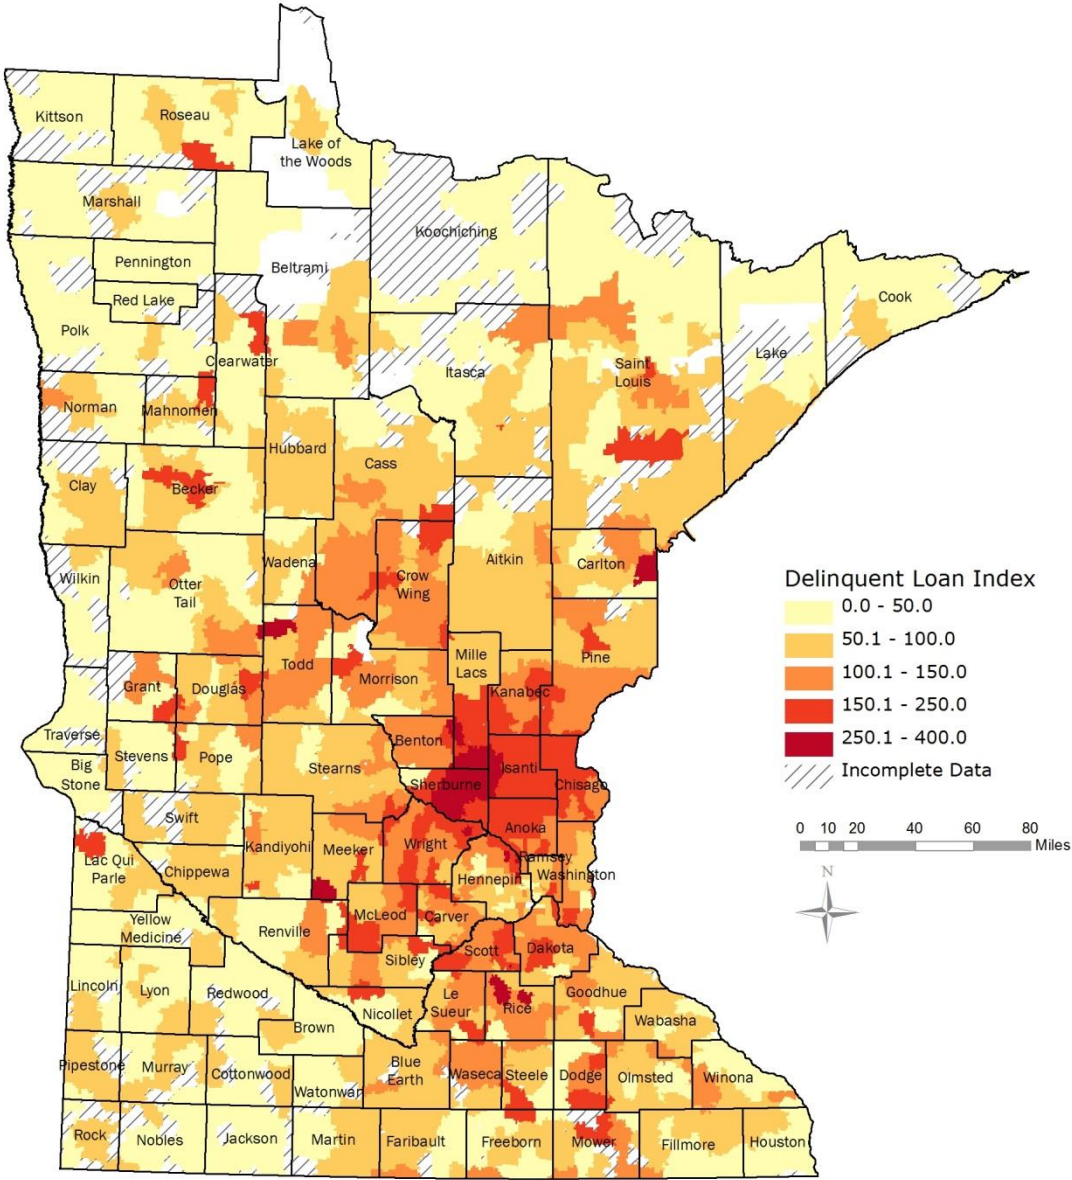 Kittson
Roseau
Lake of
the Woods
Marshall
Koochiching
Pennington
Beltrami
Red Lake
Cook
Polk
Clearwater
Itasca
Saint
Louis
Lake
Norman
Mahnomen
Hubbard
Cass
Clay
Becker
Wilkin
Otter
Tail
Wadena
Crow
Wing
Aitkin
Carlton
Todd
Mille
Lacs
Pine
Grant
Douglas
Morrison
Kanabec
Traverse
Benton
Big
Stone
Stevens
Pope
Stearns
Isanti
Sherburne
Chisago
Swift
Anoka
Kandiyohi
Meeker
Wright
Ramsey
Lac Qui
Parle
Chippewa
Hennepin
Washington
Yellow
Medicine
Renville
McLeod
Carver
Sibley
Scott
Dakota
Lincoln
Lyon
Redwood
Le
Sueur
Rice
Goodhue
Nicollet
Brown
Wabasha
Pipestone
Murray
Cottonwood
Watonwan
Blue
Earth
Waseca
Steele
Dodge
Olmsted
Winona
Rock
Nobles
Jackson
Martin
Faribault
Freeborn
Mower
Fillmore
Houston
Delinquent Loan Index
0.0 - 50.0
50.1 - 100.0
100.1 - 150.0
150.1 - 250.0
250.1 - 400.0
Incomplete Data
0 10 20 40 60 80
Miles
N